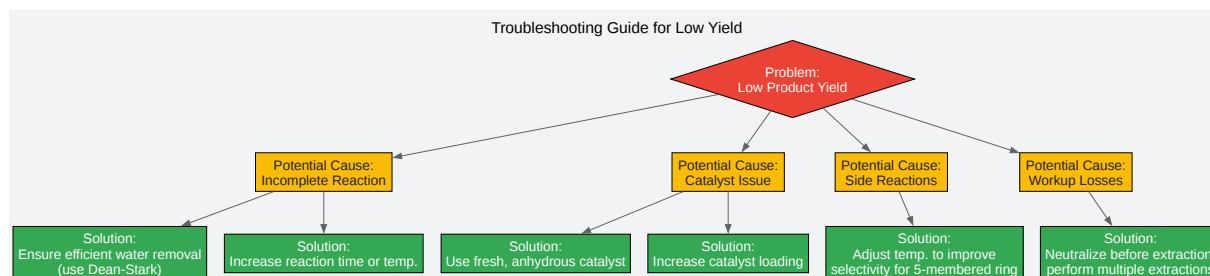 Troubleshooting Guide for Low Yield
Problem:
Low Product Yield
Potential Cause:
Incomplete Reaction
Potential Cause:
Catalyst Issue
Potential Cause:
Side Reactions
Potential Cause:
Workup Losses
Solution:
Ensure efficient water removal
(use Dean-Stark)
Solution:
Increase reaction time or temp.
Solution:
Use fresh, anhydrous catalyst
Solution:
Increase catalyst loading
Solution:
Adjust temp. to improve
selectivity for 5-membered ring
Solution:
Neutralize before extraction
perform multiple extractions